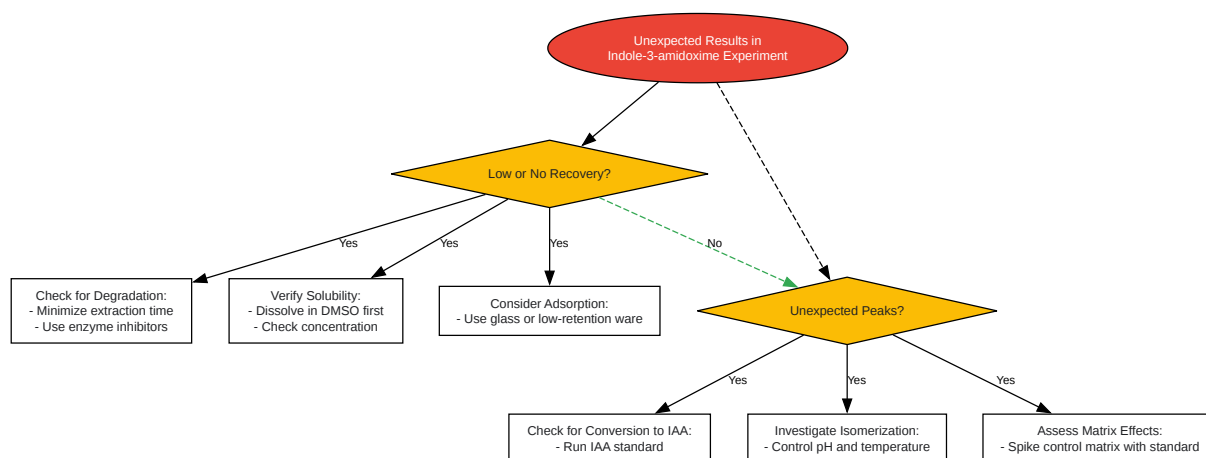 Unexpected Results in
Indole-3-amidoxime Experiment
Low or No Recovery?
Yes
Yes
Yes
No
Check for Degradation:
- Minimize extraction time
- Use enzyme inhibitors
Verify Solubility:
- Dissolve in DMSO first
- Check concentration
Consider Adsorption:
- Use glass or low-retention ware
Unexpected Peaks?
Yes
Yes
Yes
Check for Conversion to IAA:
- Run IAA standard
Investigate Isomerization:
- Control pH and temperature
Assess Matrix Effects:
- Spike control matrix with standard